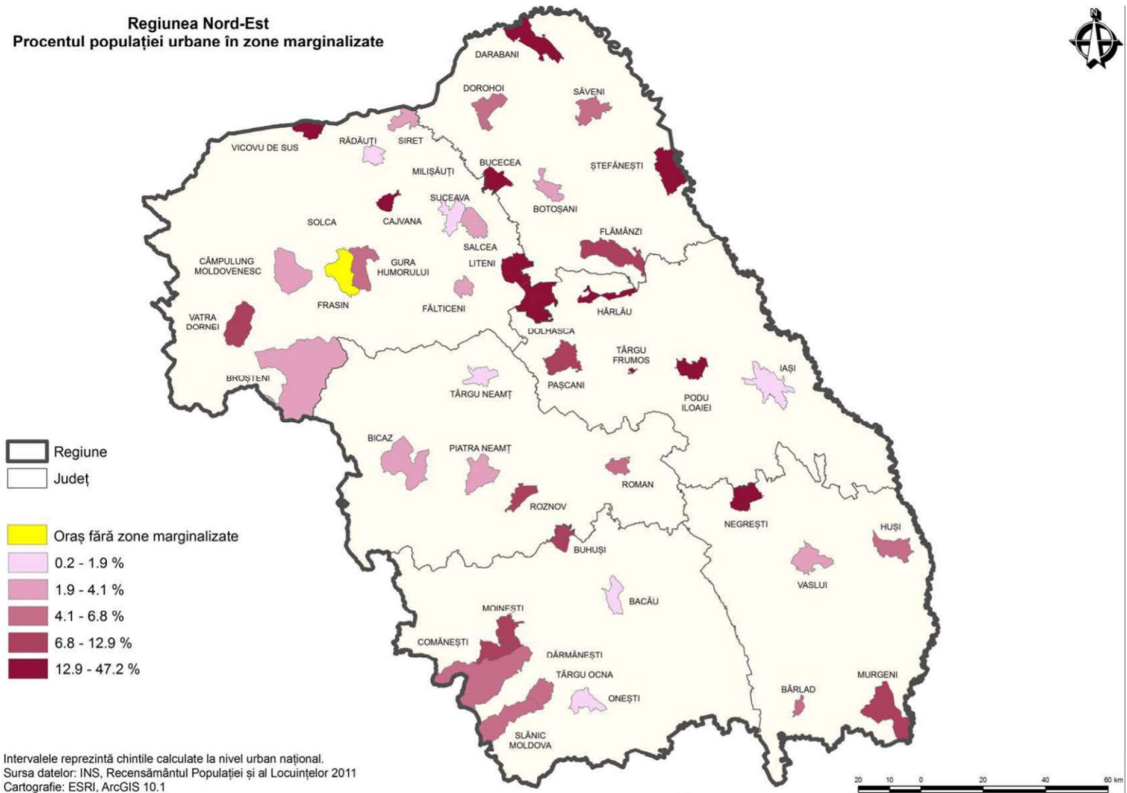 Regiunea Nord-Est
Procentul populației urbane în zone marginalizate
N
DARABANI
DOROHOI
SĂVENI
VICOVU DE SUS
RĂDĂUȚI
SIRET
MILIȘĂUȚI
BUCECEA
ȘTEFĂNEȘTI
SUCEAVA
BOTOȘANI
SOLCA
CAJVANA
FLĂMÂNZI
SALCEA
CÂMPULUNG
MOLDOVENESC
GURA
HUMORULUI
LITENI
FRASIN
FĂLTICENI
HÂRLĂU
VATRA
DORNEI
DOLHASCA
TÂRGU
FRUMOS
IAȘI
BROȘTENI
TÂRGU NEAMȚ
PAȘCANI
PODU
ILOAIEI
BICAZ
PIATRA NEAMȚ
ROMAN
ROZNOV
NEGREȘTI
HUȘI
BUHUȘI
VASLUI
BACĂU
MOINEȘTI
COMĂNEȘTI
DĂRMĂNEȘTI
TÂRGU OCNA
ONEȘTI
BÂRLAD
MURGENI
SLĂNIC
MOLDOVA
Regiune
Județ
Oraș fără zone marginalizate
0.2 - 1.9 %
1.9 - 4.1 %
4.1 - 6.8 %
6.8 - 12.9 %
12.9 - 47.2 %
Intervalele reprezintă chintile calculate la nivel urban național.
Sursa datelor: INS, Recensământul Populației și al Locuințelor 2011
Cartografie: ESRI, ArcGIS 10.1
20 10 0 20 40 60 km